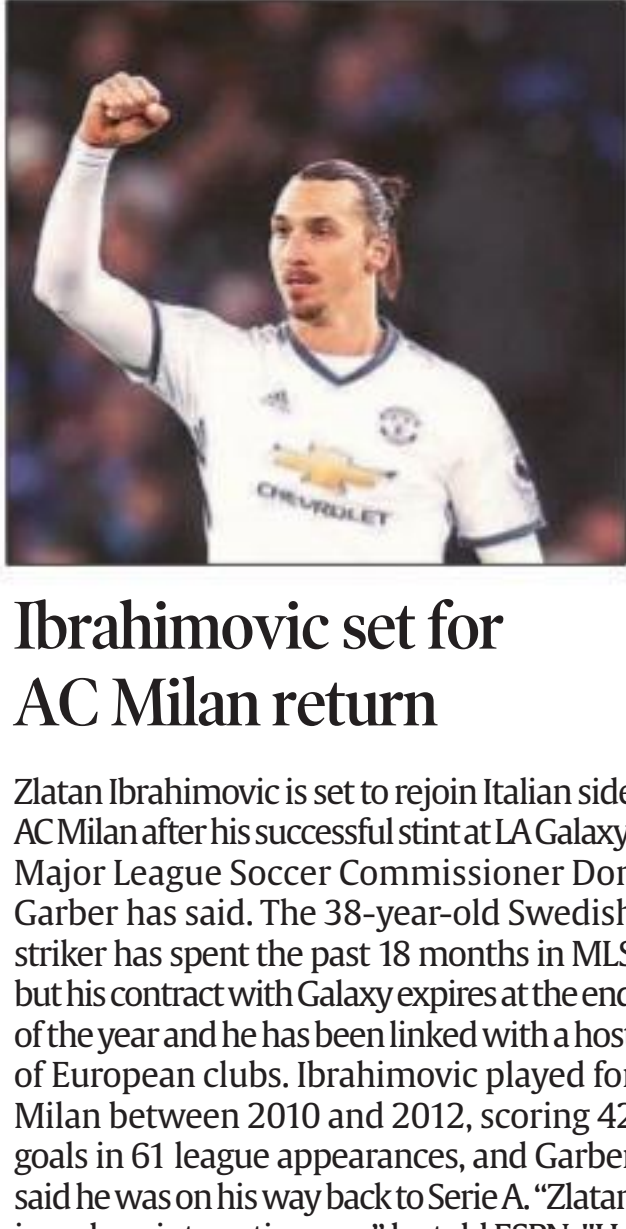 CHEVROLET
Ibrahimovic set for
AC Milan return
Zlatan Ibrahimovic is set to rejoin Italian side
AC Milan after his successful stint at LA Galaxy,
Major League Soccer Commissioner Don
Garber has said. The 38-year-old Swedish
striker has spent the past 18 months in MLS
but his contract with Galaxy expires at the end
of the year and he has been linked with a host
of European clubs. Ibrahimovic played for
Milan between 2010 and 2012, scoring 42
goals in 61 league appearances, and Garber
said he was on his way back to Serie A. “Zlatan